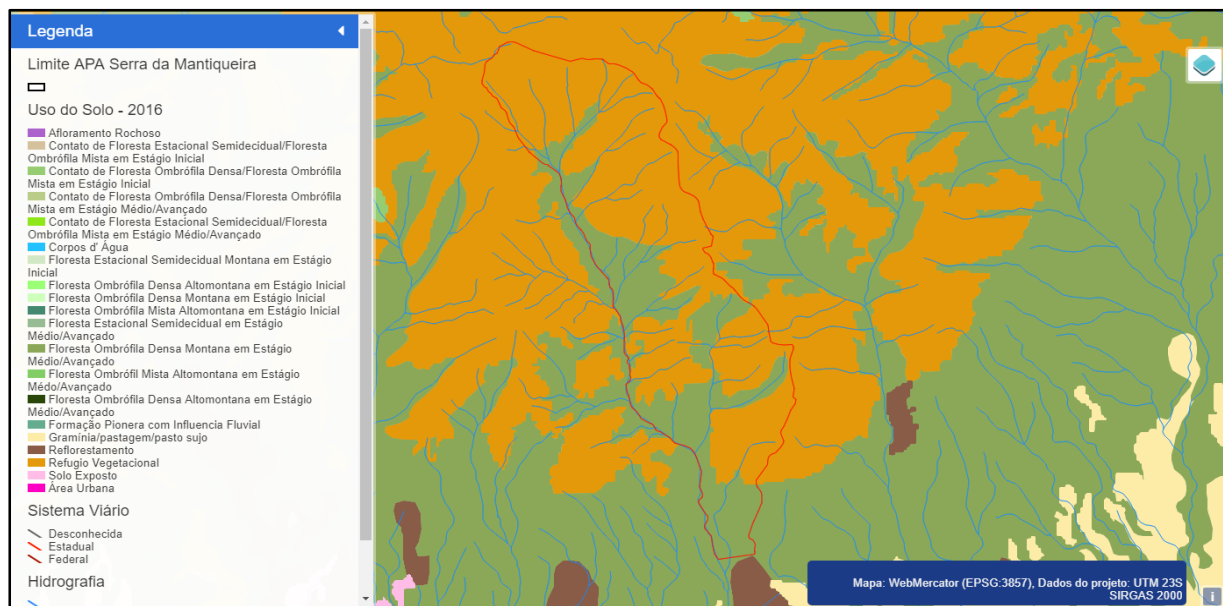 Legenda
Limite APA Serra da Mantiqueira
Uso do Solo - 2016
Afloramento Rochoso
Contato de Floresta Estacional Semidecidual/Floresta
Ombrófila Mista em Estágio Inicial
Contato de Floresta Ombrófila Densa/Floresta Ombrófila
Mista em Estágio Inicial
Contato de Floresta Ombrófila Densa/Floresta Ombrófila
Mista em Estágio Médio/Avançado
Contato de Floresta Estacional Semidecidual/Floresta
Ombrófila Mista em Estágio Médio/Avançado
Corpos d' Água
Floresta Estacional Semidecidual Montana em Estágio
Inicial
Floresta Ombrófila Densa Altomontana em Estágio Inicial
Floresta Ombrófila Densa Montana em Estágio Inicial
Floresta Ombrófila Mista Altomontana em Estágio Inicial
Floresta Estacional Semidecidual em Estágio
Médio/Avançado
Floresta Ombrófila Densa Montana em Estágio
Médio/Avançado
Floresta Ombrófil Mista Altomontana em Estágio
Médo/Avançado
Floresta Ombrófila Densa Altomontana em Estágio
Médio/Avançado
Formação Pionera com Influencia Fluvial
Gramínia/pastagem/pasto sujo
Reflorestamento
Refugio Vegetacional
Solo Exposto
Área Urbana
Sistema Viário
Desconhecida
Estadual
Federal
Hidrografia
Mapa: WebMercator (EPSG:3857), Dados do projeto: UTM 23S
SIRGAS 2000
i